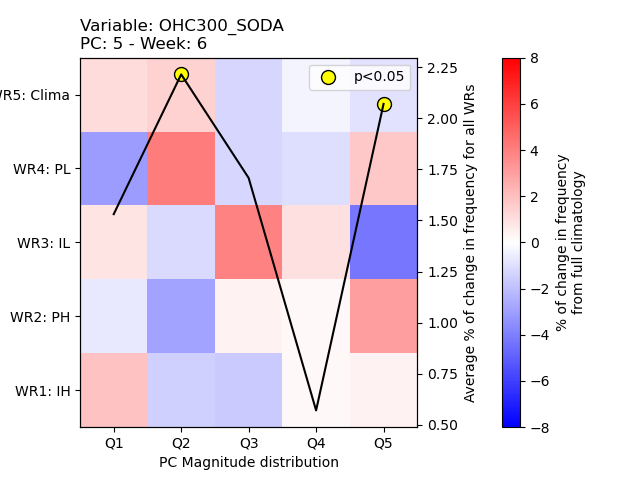 Variable: OHC300_SODA
PC: 5 - Week: 6
p<0.05
WR5: Clima
WR4: PL
WR3: IL
WR2: PH
WR1: IH
Q1 Q2 Q3 Q4 Q5
PC Magnitude distribution
2.25
2.00
1.75
1.50
1.25
1.00
0.75
0.50
Average % of change in frequency for all WRs
8
6
4
2
0
−2
−4
−6
−8
% of change in frequency
from full climatology